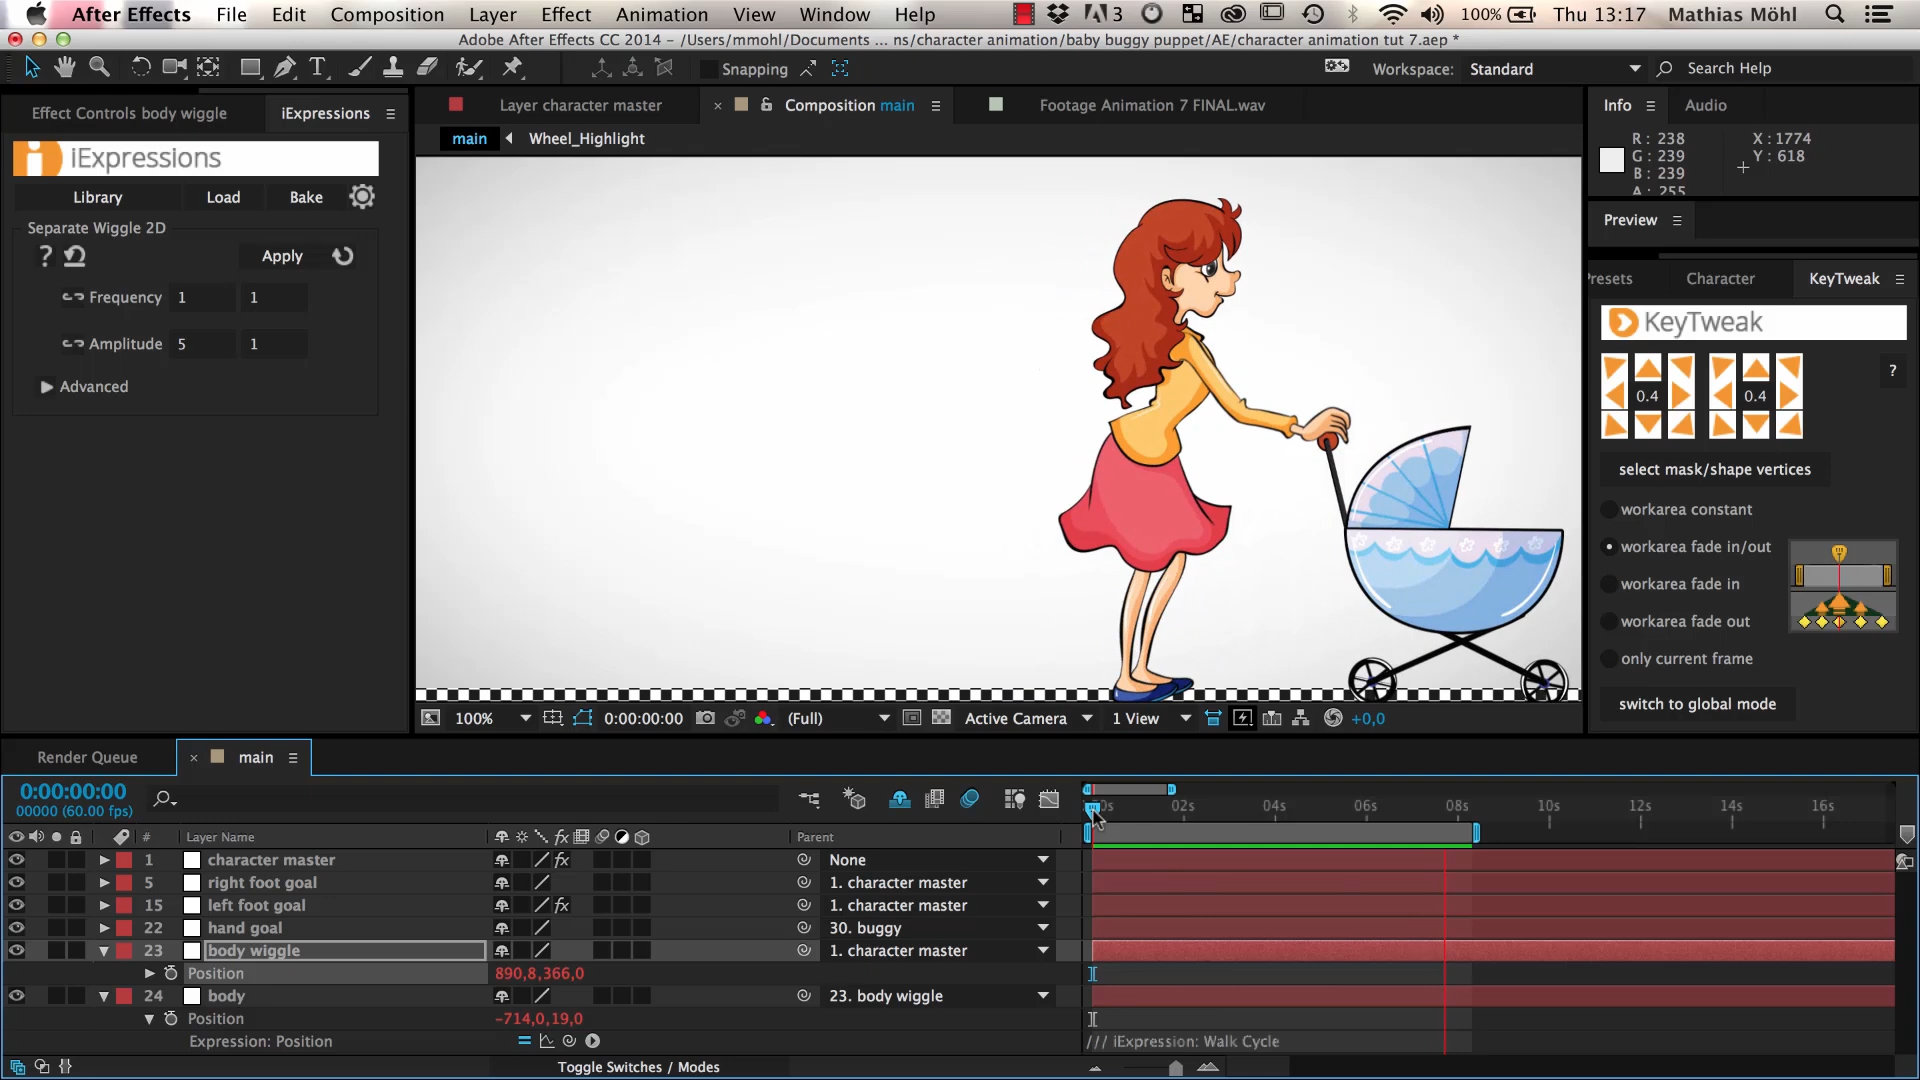 After Effects File Edit Composition Layer Effect Animation View Window Help 3 100% Thu 13:17 Mathias Möhl
Adobe After Effects CC 2014 – /Users/mmohl/Documents ... ns/character animation/baby buggy puppet/AE/character animation tut 7.aep *
T Snapping Workspace: Standard Search Help
Effect Controls body wiggle iExpressions
Layer character master × Composition main Footage Animation 7 FINAL.wav
Info Audio
main Wheel_Highlight
R: 238 X: 1774
G: 239 Y: 618
B: 239
A: 255
iExpressions
Library Load Bake
Separate Wiggle 2D
? Apply
Frequency 1 1
Amplitude 5 1
Advanced
Preview
Presets Character KeyTweak
KeyTweak
0.4 0.4 ?
select mask/shape vertices
workarea constant
workarea fade in/out
workarea fade in
workarea fade out
only current frame
switch to global mode
100% 0:00:00:00 (Full) Active Camera 1 View +0,0
Render Queue × main
0:00:00:00
00000 (60.00 fps)
02s 04s 06s 08s 10s 12s 14s 16s
# Layer Name fx Parent
1 character master fx None
5 right foot goal 1. character master
15 left foot goal fx 1. character master
22 hand goal 30. buggy
23 body wiggle 1. character master
Position 890,8,366,0
24 body 23. body wiggle
Position -714,0,19,0
Expression: Position /// iExpression: Walk Cycle
Toggle Switches / Modes